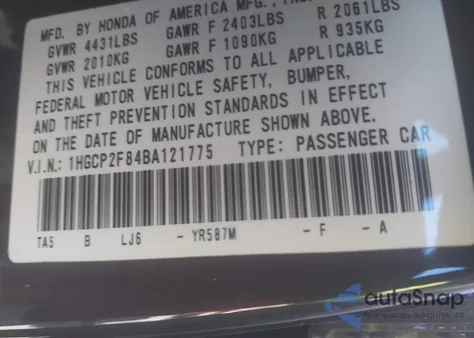 MFD. BY HONDA OF AMERICA MFG.,
GVWR 4431LBS GAWR F 2403LBS R 2061LBS
GVWR 2010KG GAWR F 1090KG R 935KG
THIS VEHICLE CONFORMS TO ALL APPLICABLE
FEDERAL MOTOR VEHICLE SAFETY, BUMPER,
AND THEFT PREVENTION STANDARDS IN EFFECT
ON THE DATE OF MANUFACTURE SHOWN ABOVE.
V.I.N.: 1HGCP2F84BA121775 TYPE: PASSENGER CAR
TA5 B LJ6 - YR587M - F - A
autaSnap